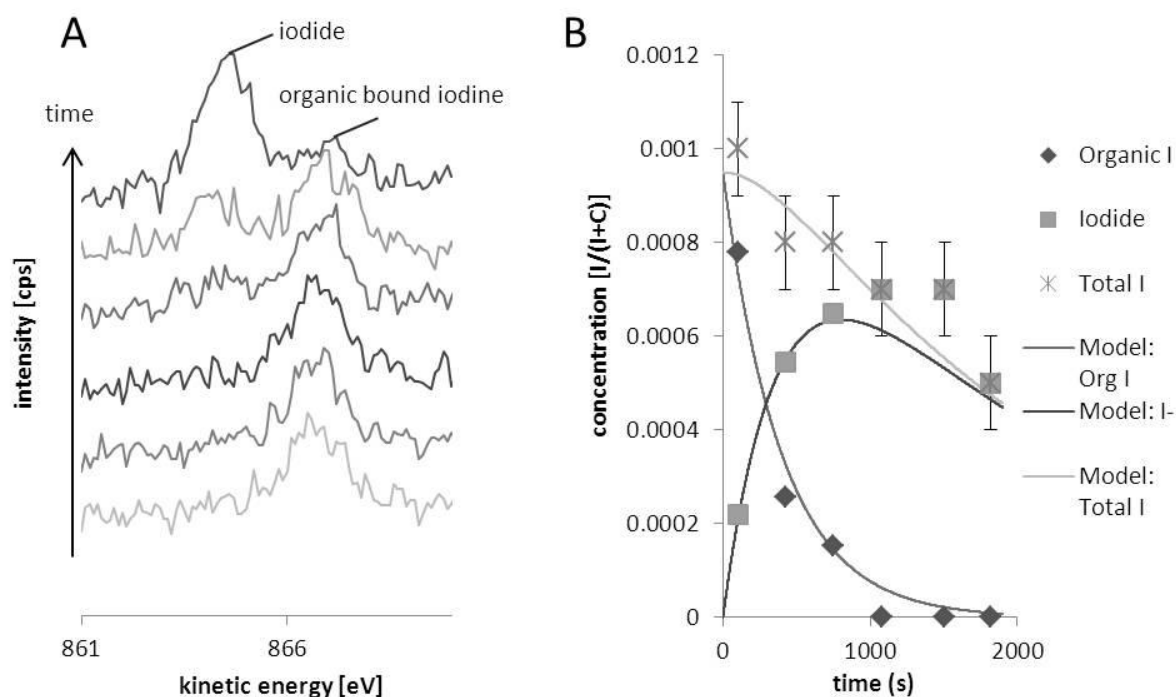 A
iodide
organic bound iodine
time
intensity [cps]
861
866
kinetic energy [eV]
B
concentration [I/(I+C)]
0.0012
0.001
0.0008
0.0006
0.0004
0.0002
0
0
1000
2000
time (s)
Organic I
Iodide
Total I
Model:
Org I
Model: I-
Model:
Total I